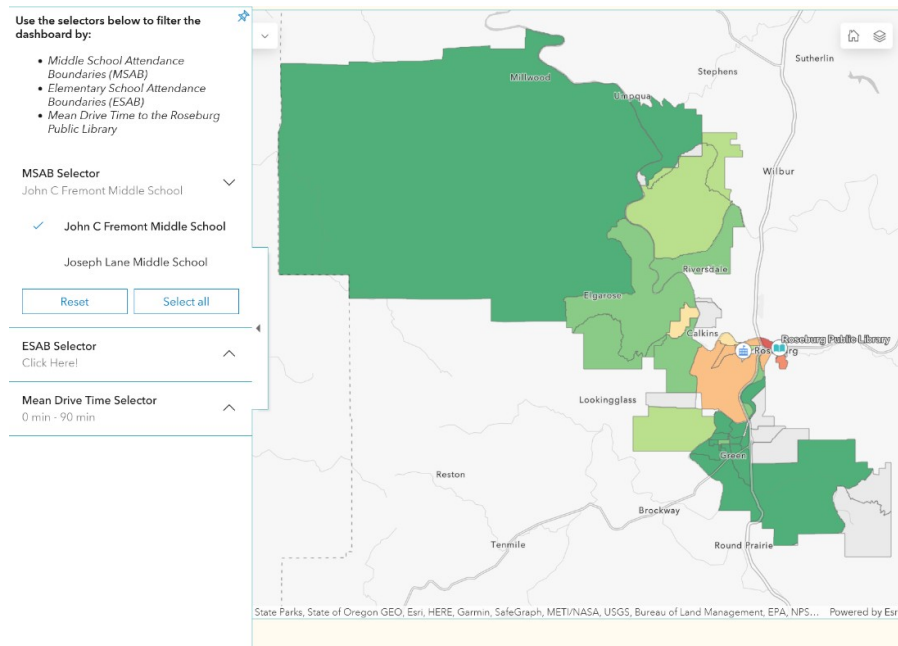 Use the selectors below to filter the
dashboard by:
• Middle School Attendance
Boundaries (MSAB)
• Elementary School Attendance
Boundaries (ESAB)
• Mean Drive Time to the Roseburg
Public Library
MSAB Selector
John C Fremont Middle School
John C Fremont Middle School
Joseph Lane Middle School
Reset
Select all
ESAB Selector
Click Here!
Mean Drive Time Selector
0 min - 90 min
Sutherlin
Stephens
Millwood
Umpqua
Wilbur
Riversdale
Elgarose
Calkins
Roseburg Public Library
Roseburg
Lookingglass
Green
Reston
Brockway
Tenmile
Round Prairie
State Parks, State of Oregon GEO, Esri, HERE, Garmin, SafeGraph, METI/NASA, USGS, Bureau of Land Management, EPA, NPS...
Powered by Esr